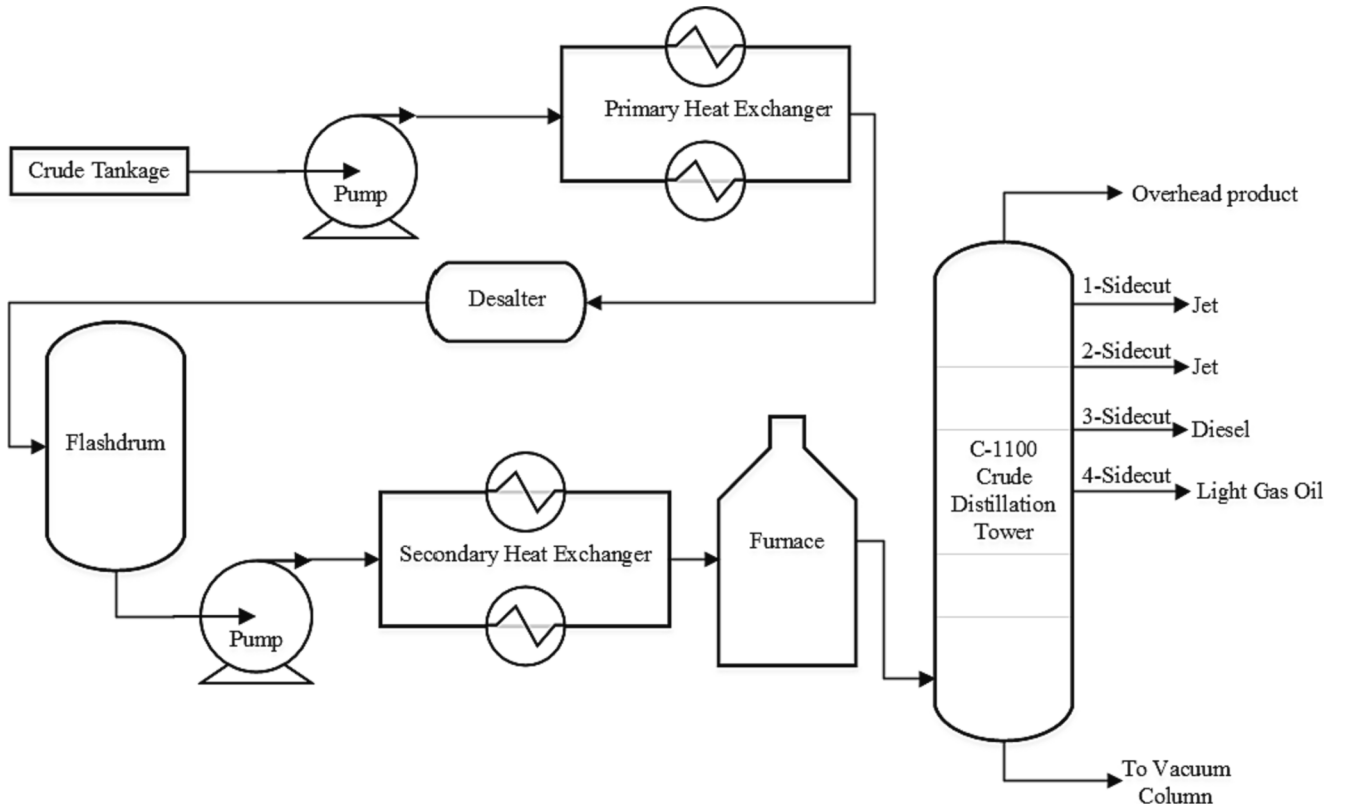 Primary Heat Exchanger
Crude Tankage
Pump
Overhead product
Desalter
1-Sidecut
Jet
2-Sidecut
Jet
3-Sidecut
Diesel
4-Sidecut
Light Gas Oil
Flashdrum
C-1100
Crude
Distillation
Tower
Secondary Heat Exchanger
Furnace
Pump
To Vacuum
Column